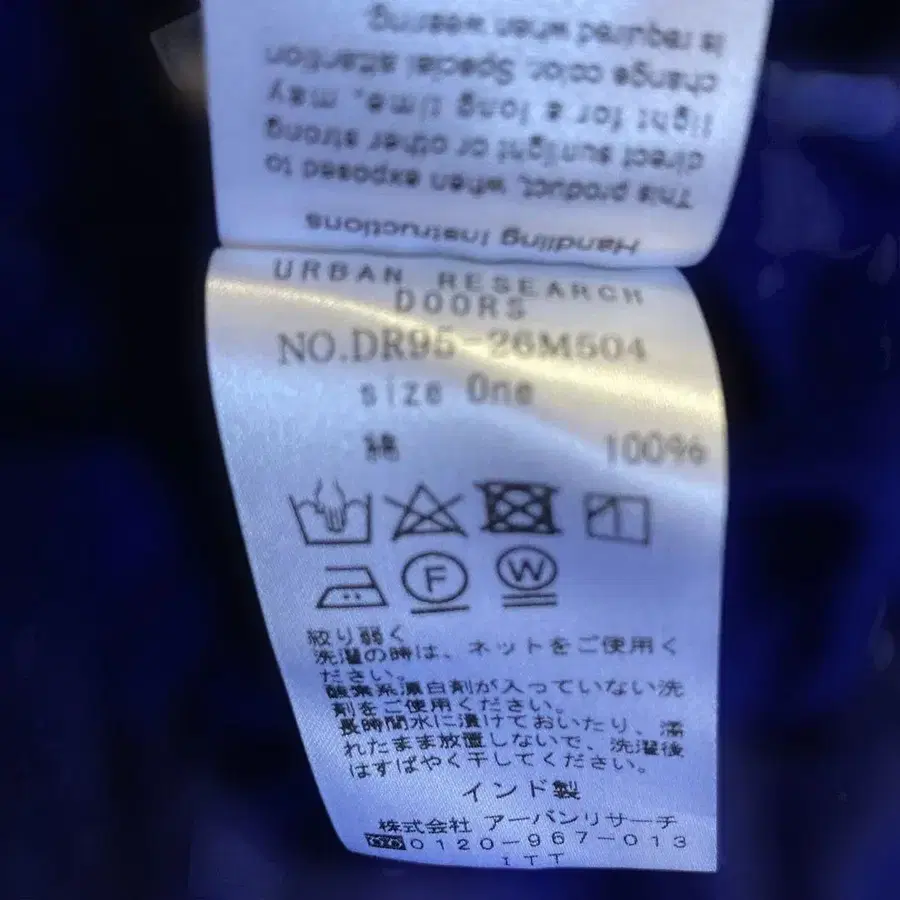 is required when wearing
change color. Special attention
light for a long time, may
direct sunlight or other strong
This product, when exposed to
Handling Instructions
URBAN RESEARCH
DOORS
NO.DR95-26M504
size One
綿 100%
F W
絞り弱く
洗濯の時は、ネットをご使用く
ださい。
酸素系漂白剤が入っていない洗
剤をご使用ください。
長時間水に漬けておいたり、濡
れたまま放置しないで、洗濯後
はすばやく干してください。
インド製
株式会社 アーバンリサーチ
0120-967-013
ITT